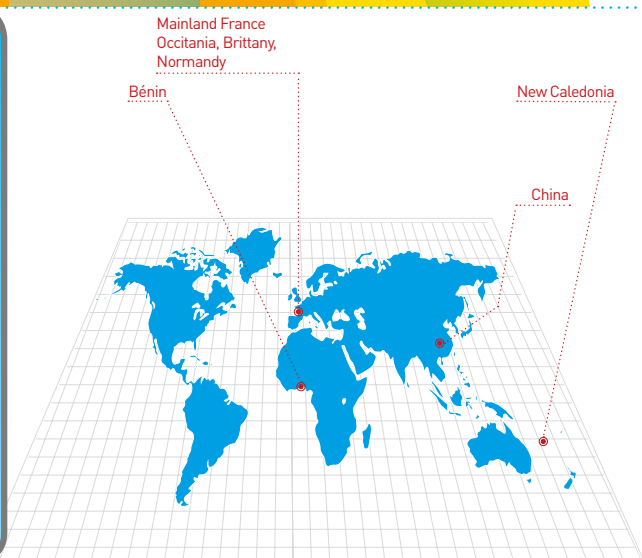 Mainland France
Occitania, Brittany,
Normandy
Bénin
New Caledonia
China